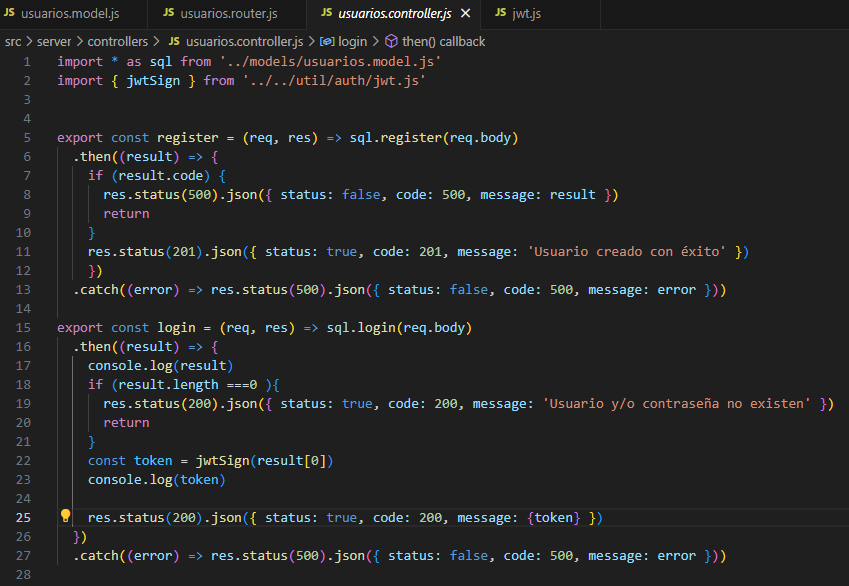 JS usuarios.model.js JS usuarios.router.js JS usuarios.controller.js × JS jwt.js
src > server > controllers > JS usuarios.controller.js > login > then() callback
1 import * as sql from '../models/usuarios.model.js'
2 import { jwtSign } from '../../util/auth/jwt.js'
3
4
5 export const register = (req, res) => sql.register(req.body)
6 .then((result) => {
7 if (result.code) {
8 res.status(500).json({ status: false, code: 500, message: result })
9 return
10 }
11 res.status(201).json({ status: true, code: 201, message: 'Usuario creado con éxito' })
12 })
13 .catch((error) => res.status(500).json({ status: false, code: 500, message: error }))
14
15 export const login = (req, res) => sql.login(req.body)
16 .then((result) => {
17 console.log(result)
18 if (result.length ===0 ){
19 res.status(200).json({ status: true, code: 200, message: 'Usuario y/o contraseña no existen' })
20 return
21 }
22 const token = jwtSign(result[0])
23 console.log(token)
24
25 res.status(200).json({ status: true, code: 200, message: {token} })
26 })
27 .catch((error) => res.status(500).json({ status: false, code: 500, message: error }))
28